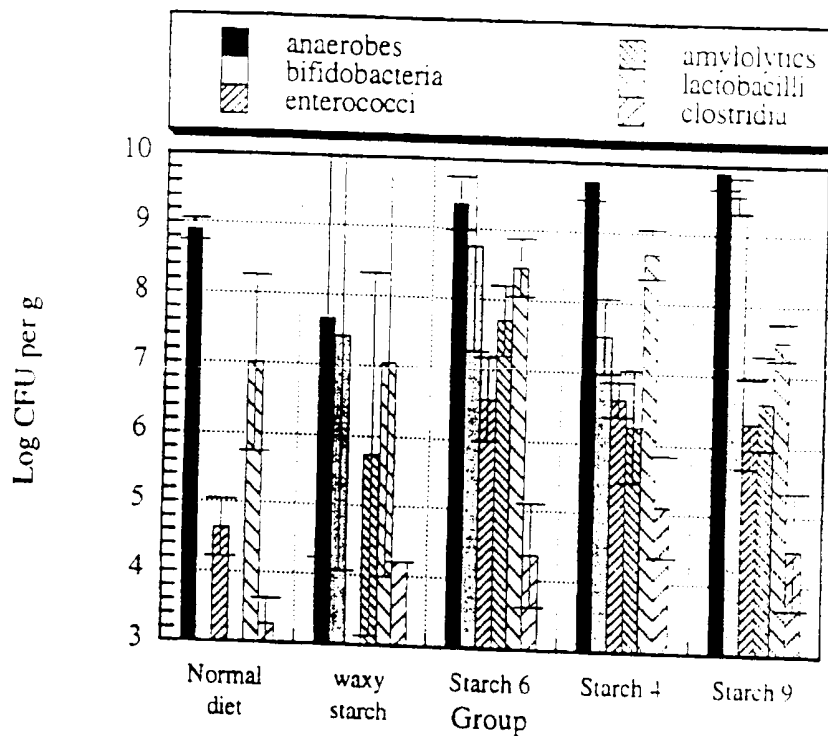 anaerobes
bifidobacteria
enterococci
amylolytics
lactobacilli
clostridia
Log CFU per g
10
9
8
7
6
5
4
3
Normal diet
waxy starch
Starch 6
Starch 4
Starch 9
Group